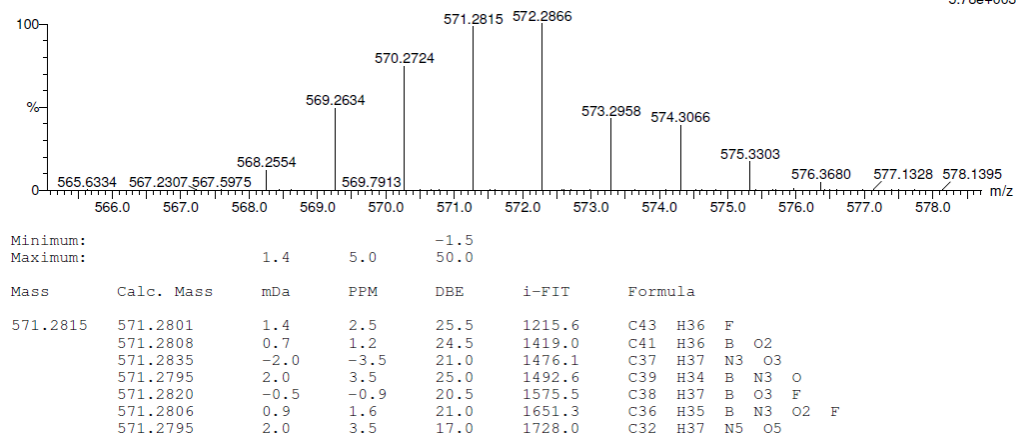 100
571.2815 572.2866
570.2724
%
569.2634
573.2958 574.3066
568.2554
575.3303
565.6334 567.2307 567.5975 569.7913 576.3680 577.1328 578.1395
0
m/z
566.0 567.0 568.0 569.0 570.0 571.0 572.0 573.0 574.0 575.0 576.0 577.0 578.0
Minimum: -1.5
Maximum: 1.4 5.0 50.0
Mass Calc. Mass mDa PPM DBE i-FIT Formula
571.2815 571.2801 1.4 2.5 25.5 1215.6 C43 H36 F
571.2808 0.7 1.2 24.5 1419.0 C41 H36 B O2
571.2835 -2.0 -3.5 21.0 1476.1 C37 H37 N3 O3
571.2795 2.0 3.5 25.0 1492.6 C39 H34 B N3 O
571.2820 -0.5 -0.9 20.5 1575.5 C38 H37 B O3 F
571.2806 0.9 1.6 21.0 1651.3 C36 H35 B N3 O2 F
571.2795 2.0 3.5 17.0 1728.0 C32 H37 N5 O5